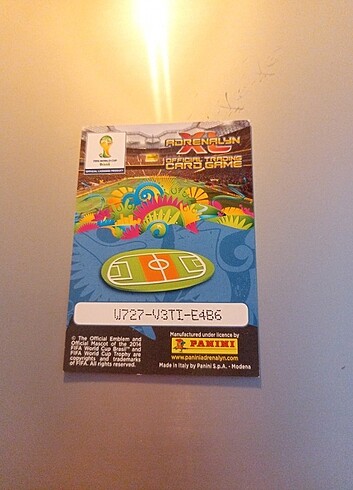 FIFA WORLD CUP
Brasil
OFFICIAL LICENSED PRODUCT
ADRENALYN
XL
OFFICIAL TRADING
CARD GAME
W727-V3TI-E4B6
© The Official Emblem and
Official Mascot of the 2014
FIFA World Cup Brasil™ and
FIFA World Cup Trophy are
copyrights and trademarks
of FIFA. All rights reserved.
Manufactured under licence by
PANINI
www.paniniadrenalyn.com
Made in Italy by Panini S.p.A. - Modena